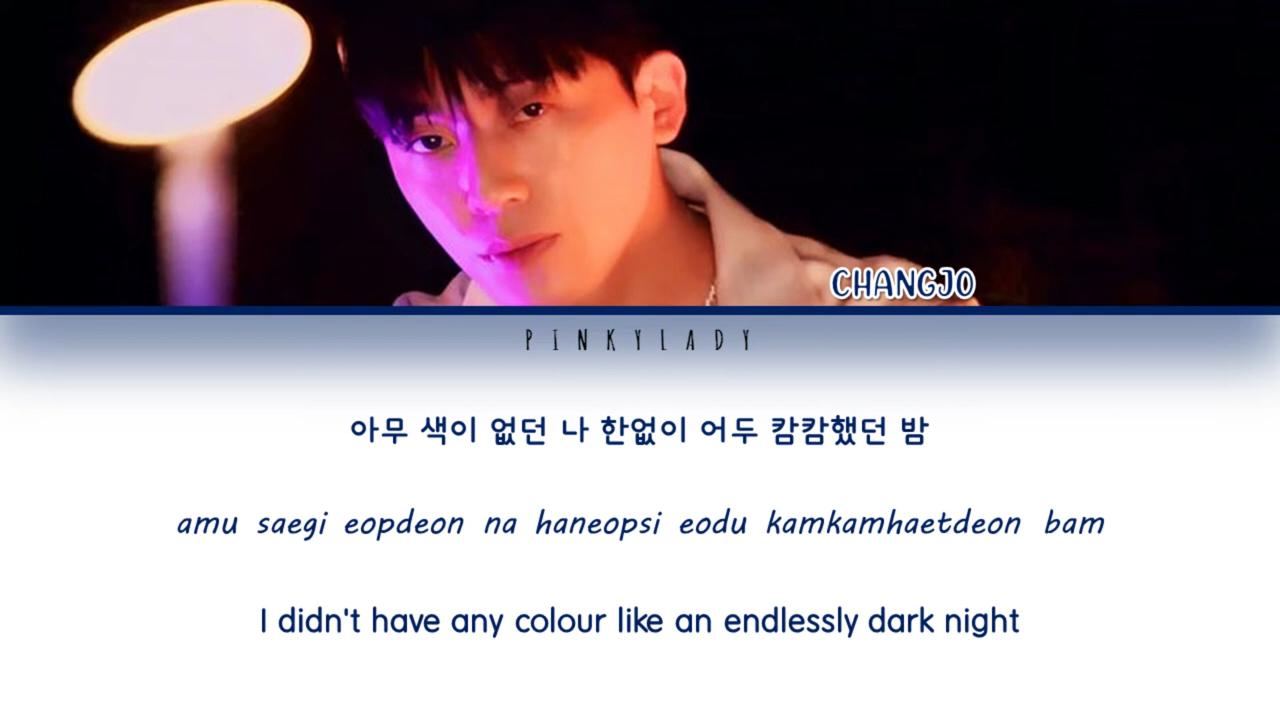 CHANGJO
PINKYLADY
아무 색이 없던 나 한없이 어두 캄캄했던 밤
amu saegi eopdeon na haneopsi eodu kamkamhaetdeon bam
I didn't have any colour like an endlessly dark night